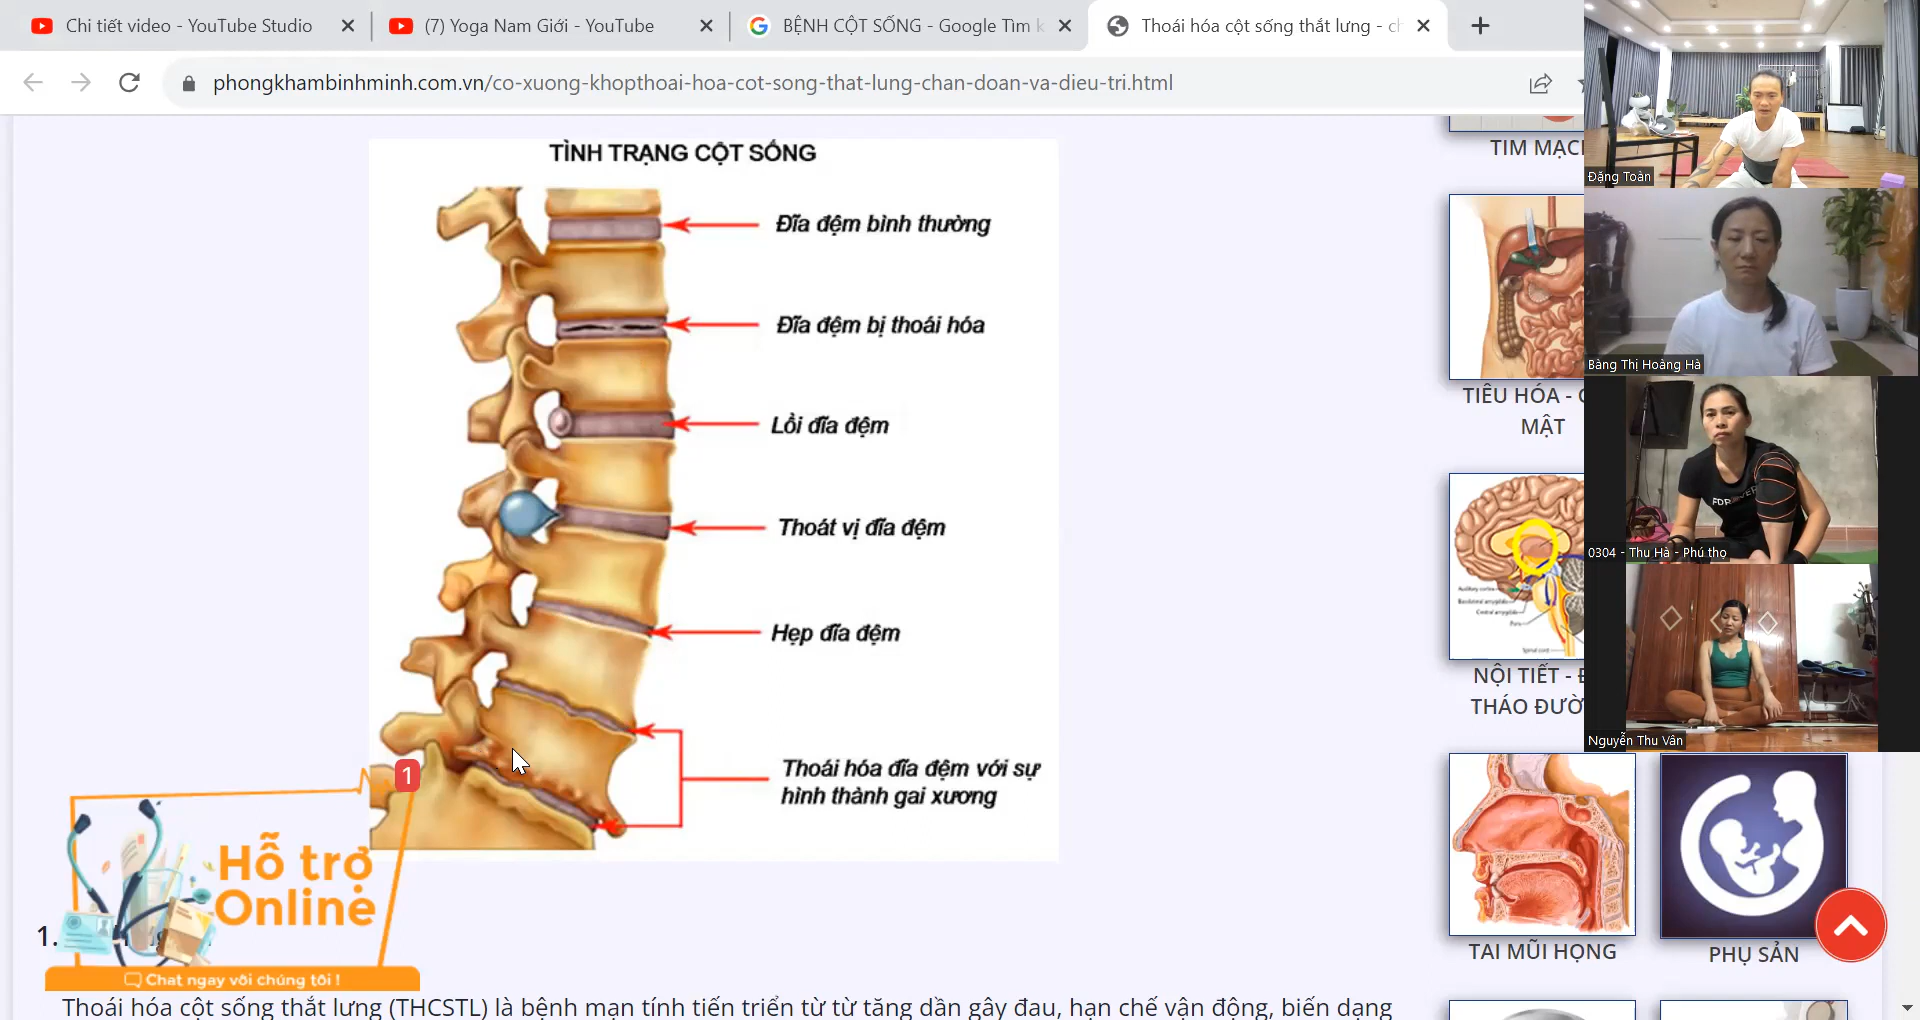 Chi tiết video - YouTube Studio
(7) Yoga Nam Giới - YouTube
BỆNH CỘT SỐNG - Google Tìm k
Thoái hóa cột sống thắt lưng - ch
phongkhambinhminh.com.vn/co-xuong-khopthoai-hoa-cot-song-that-lung-chan-doan-va-dieu-tri.html
TÌNH TRẠNG CỘT SỐNG
Đĩa đệm bình thường
Đĩa đệm bị thoái hóa
Lồi đĩa đệm
Thoát vị đĩa đệm
Hẹp đĩa đệm
Thoái hóa đĩa đệm với sự
hình thành gai xương
1
Hỗ trợ
Online
Chat ngay với chúng tôi !
1.
Thoái hóa cột sống thắt lưng (THCSTL) là bệnh mạn tính tiến triển từ từ tăng dần gây đau, hạn chế vận động, biến dạng
TIM MẠCH
TIÊU HÓA -
MẬT
NỘI TIẾT -
THÁO ĐƯỜ
TAI MŨI HỌNG
PHỤ SẢN
Đặng Toàn
Bàng Thị Hoàng Hà
0304 - Thu Hà - Phú thọ
Nguyễn Thu Vân